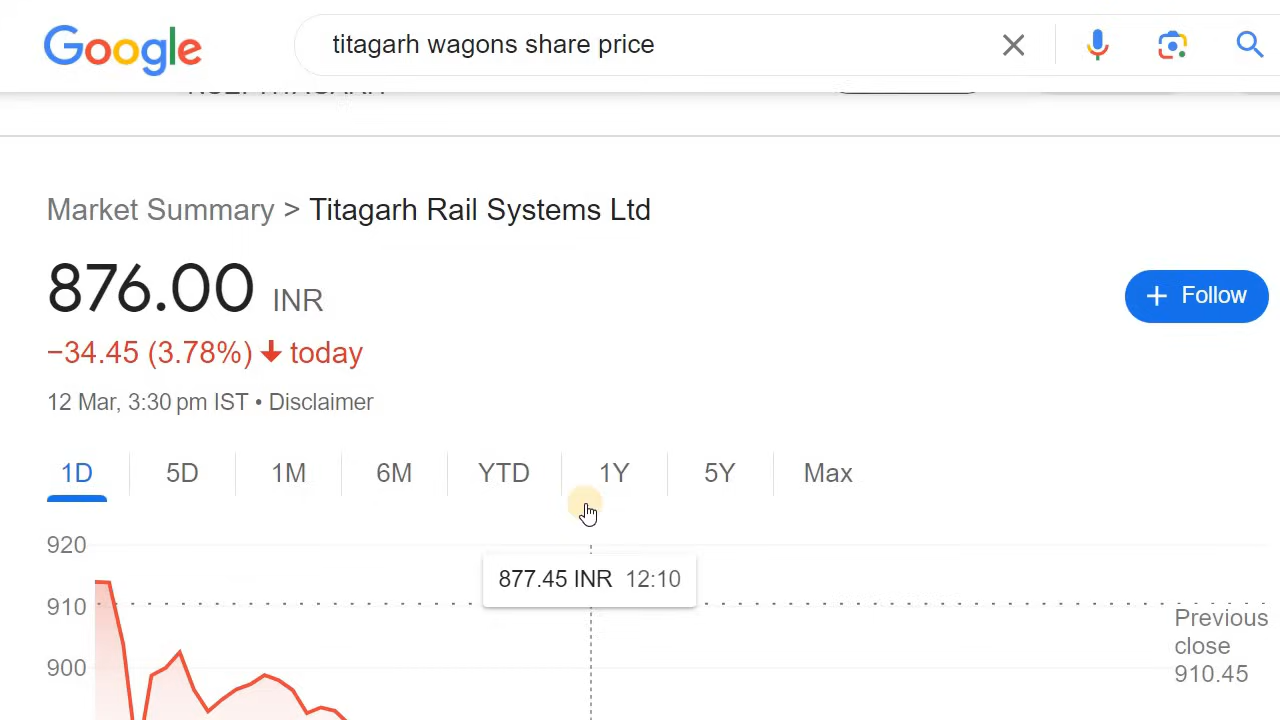 Google
titagarh wagons share price
Market Summary > Titagarh Rail Systems Ltd
876.00 INR
+ Follow
−34.45 (3.78%) ↓ today
12 Mar, 3:30 pm IST • Disclaimer
1D 5D 1M 6M YTD 1Y 5Y Max
920
877.45 INR 12:10
910
Previous
close
910.45
900